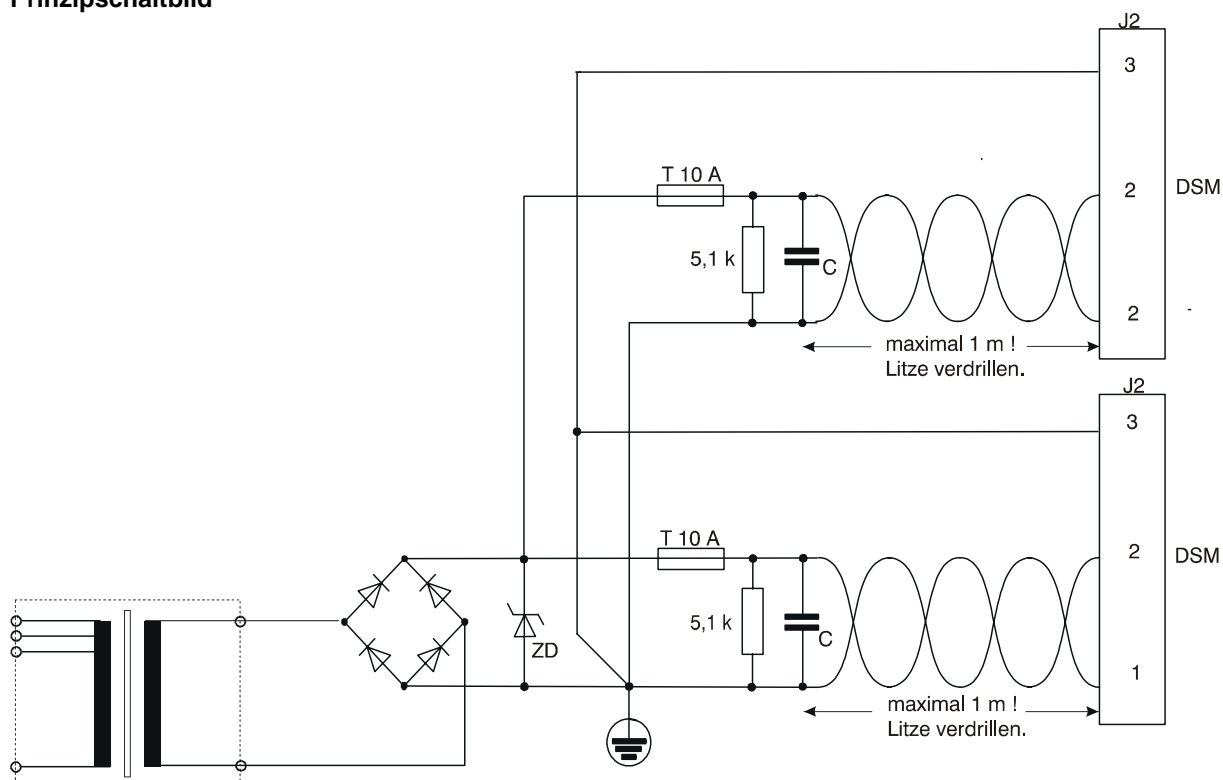 Prinzipschaltbild
J2
3
T 10 A
2
DSM
5,1 k
C
2
maximal 1 m !
Litze verdrillen.
J2
3
T 10 A
2
DSM
5,1 k
C
ZD
1
maximal 1 m !
Litze verdrillen.